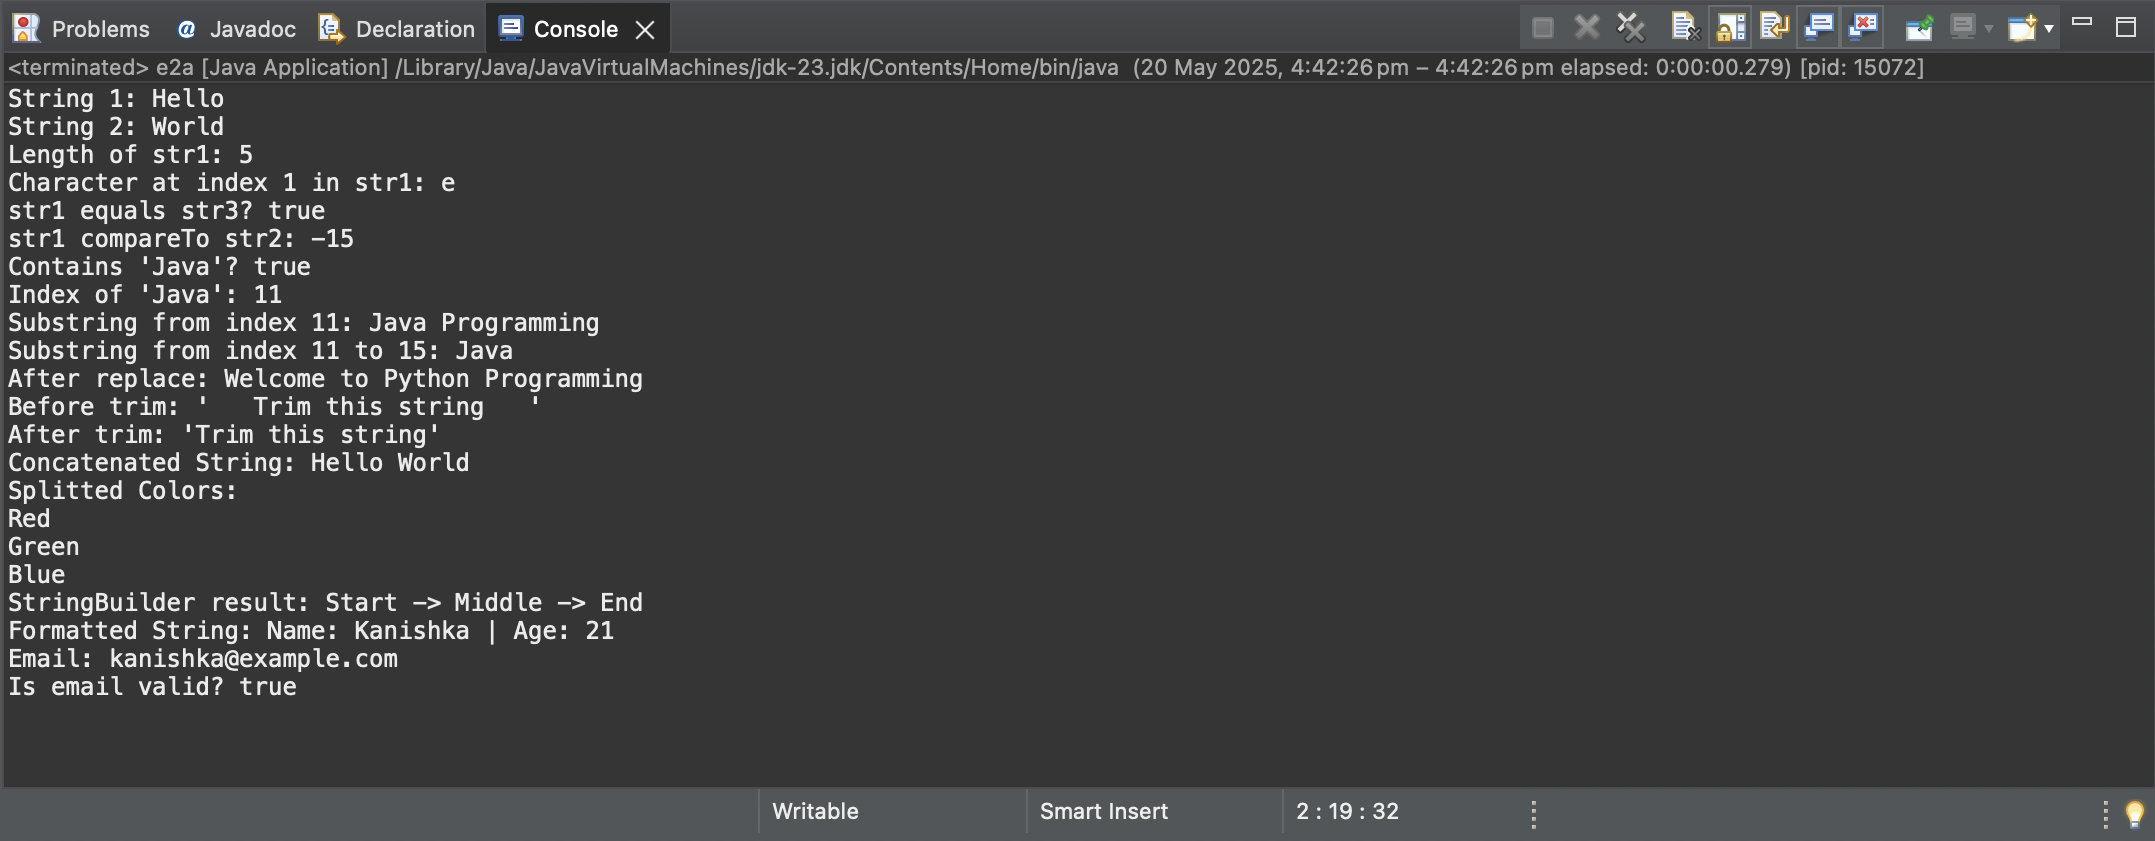 Problems @ Javadoc Declaration Console
<terminated> e2a [Java Application] /Library/Java/JavaVirtualMachines/jdk-23.jdk/Contents/Home/bin/java (20 May 2025, 4:42:26 pm – 4:42:26 pm elapsed: 0:00:00.279) [pid: 15072]
String 1: Hello
String 2: World
Length of str1: 5
Character at index 1 in str1: e
str1 equals str3? true
str1 compareTo str2: -15
Contains 'Java'? true
Index of 'Java': 11
Substring from index 11: Java Programming
Substring from index 11 to 15: Java
After replace: Welcome to Python Programming
Before trim: '   Trim this string   '
After trim: 'Trim this string'
Concatenated String: Hello World
Splitted Colors:
Red
Green
Blue
StringBuilder result: Start -> Middle -> End
Formatted String: Name: Kanishka | Age: 21
Email: kanishka@example.com
Is email valid? true
Writable Smart Insert 2 : 19 : 32